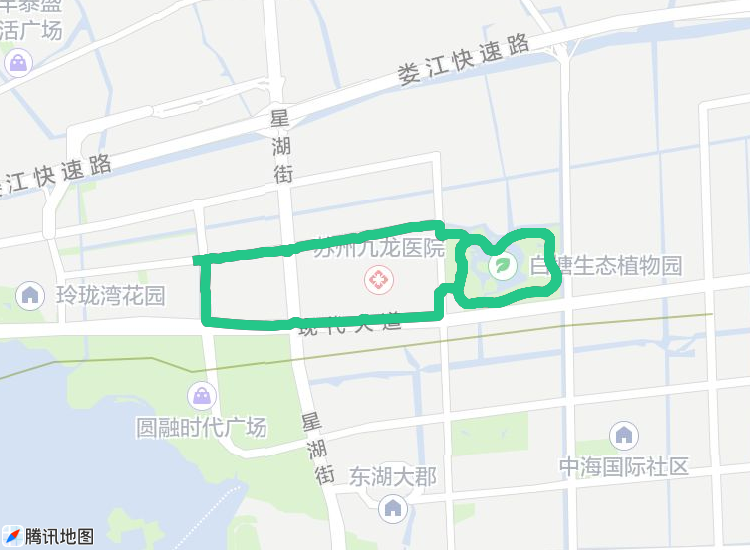 活广场
娄江快速路
星湖街
江快速路
苏州九龙医院
白塘生态植物园
玲珑湾花园
现代大道
圆融时代广场
星湖街
中海国际社区
东湖大郡
腾讯地图